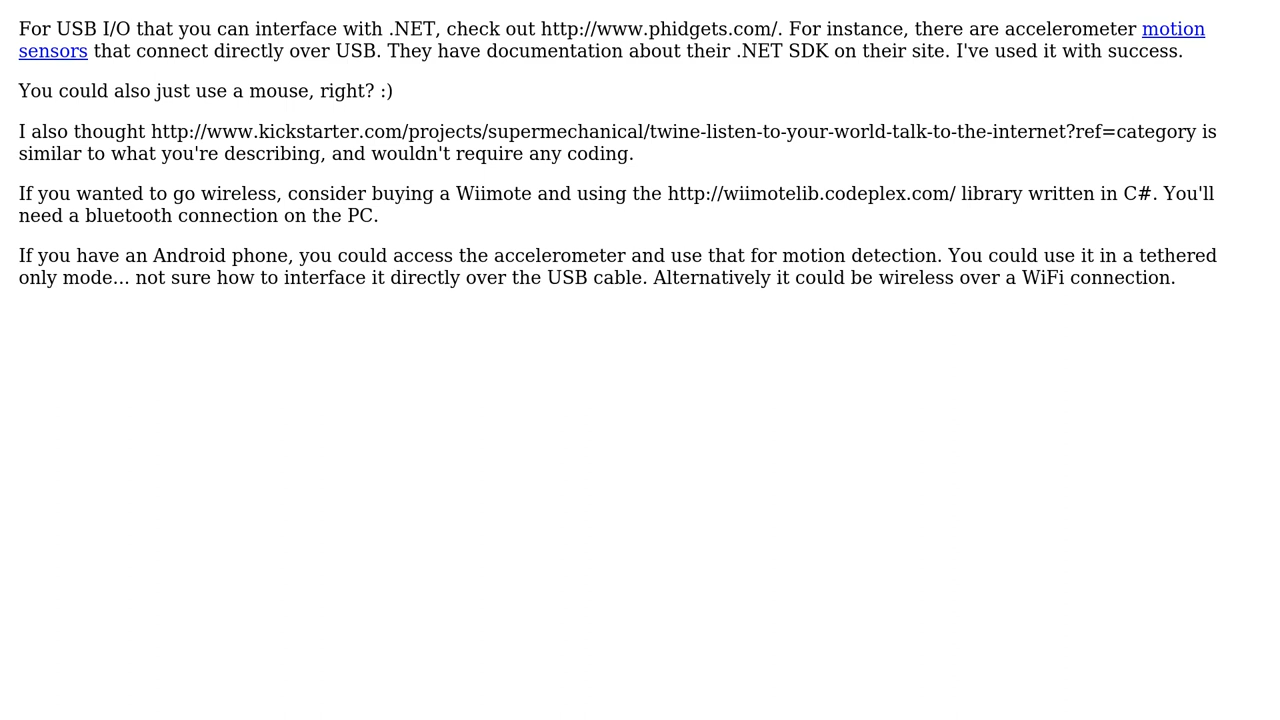 For USB I/O that you can interface with .NET, check out http://www.phidgets.com/. For instance, there are accelerometer motion
sensors that connect directly over USB. They have documentation about their .NET SDK on their site. I've used it with success.
You could also just use a mouse, right? :)
I also thought http://www.kickstarter.com/projects/supermechanical/twine-listen-to-your-world-talk-to-the-internet?ref=category is
similar to what you're describing, and wouldn't require any coding.
If you wanted to go wireless, consider buying a Wiimote and using the http://wiimotelib.codeplex.com/ library written in C#. You'll
need a bluetooth connection on the PC.
If you have an Android phone, you could access the accelerometer and use that for motion detection. You could use it in a tethered
only mode... not sure how to interface it directly over the USB cable. Alternatively it could be wireless over a WiFi connection.